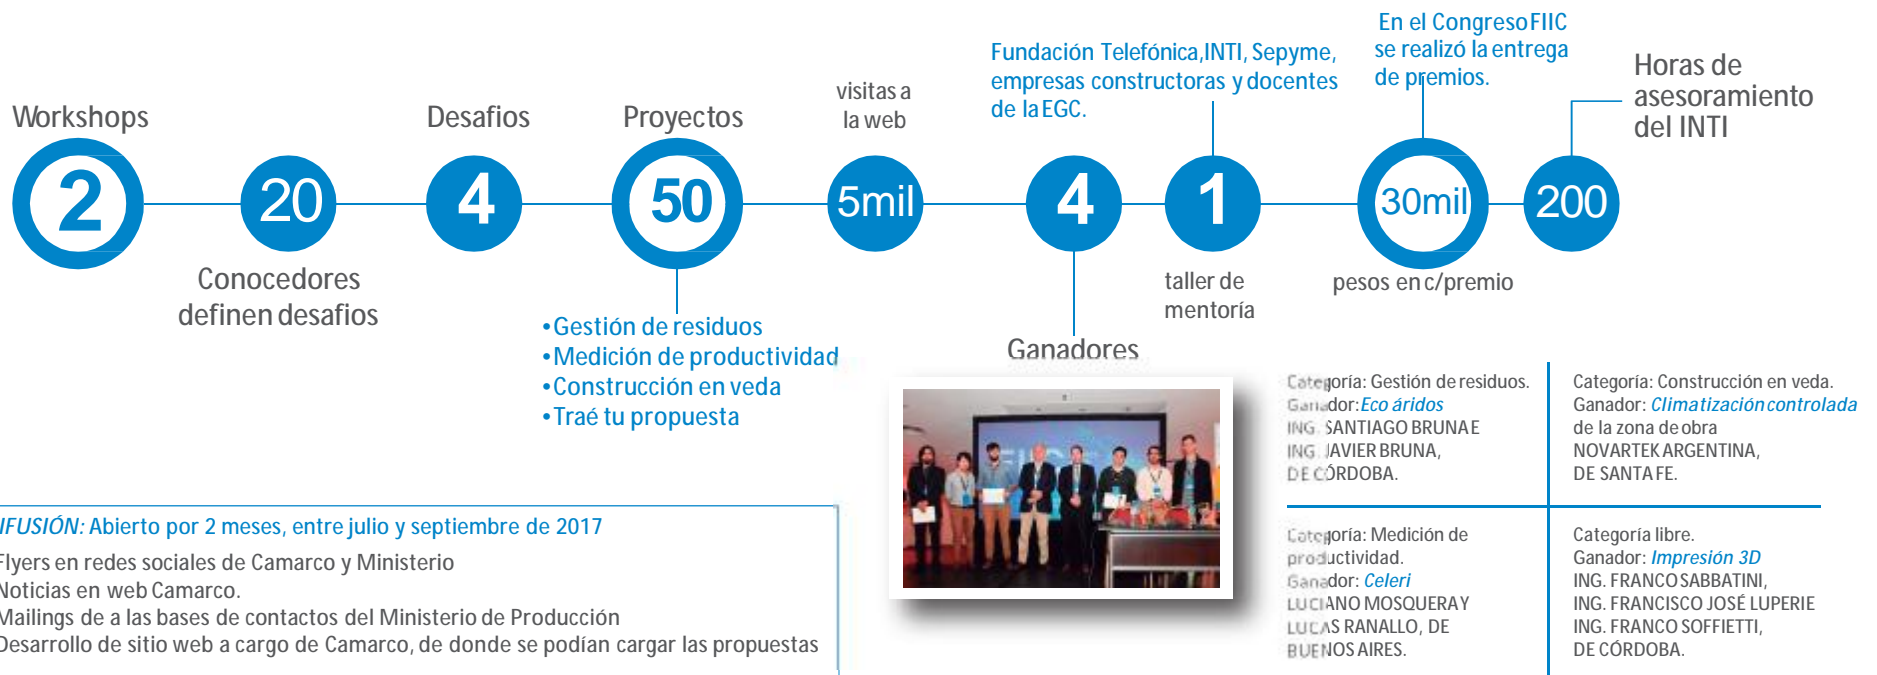 Workshops
2
20
Conocedores
definen desafios
Desafios
4
Proyectos
50
• Gestión de residuos
• Medición de productividad
• Construcción en veda
• Traé tu propuesta
visitas a
la web
5mil
4
Ganadores
Fundación Telefónica, INTI, Sepyme,
empresas constructoras y docentes
de la EGC.
1
taller de
mentoría
En el Congreso FIIC
se realizó la entrega
de premios.
30mil
pesos en c/premio
Horas de
asesoramiento
del INTI
200
IFUSIÓN: Abierto por 2 meses, entre julio y septiembre de 2017
Flyers en redes sociales de Camarco y Ministerio
Noticias en web Camarco.
Mailings de a las bases de contactos del Ministerio de Producción
Desarrollo de sitio web a cargo de Camarco, de donde se podían cargar las propuestas
Categoría: Gestión de residuos.
Ganador: Eco áridos
ING. SANTIAGO BRUNA E
ING. JAVIER BRUNA,
DE CÓRDOBA.
Categoría: Construcción en veda.
Ganador: Climatización controlada
de la zona de obra
NOVARTEK ARGENTINA,
DE SANTA FE.
Categoría: Medición de
productividad.
Ganador: Celeri
LUCIANO MOSQUERA Y
LUCAS RANALLO, DE
BUENOS AIRES.
Categoría libre.
Ganador: Impresión 3D
ING. FRANCO SABBATINI,
ING. FRANCISCO JOSÉ LUPERIE
ING. FRANCO SOFFIETTI,
DE CÓRDOBA.